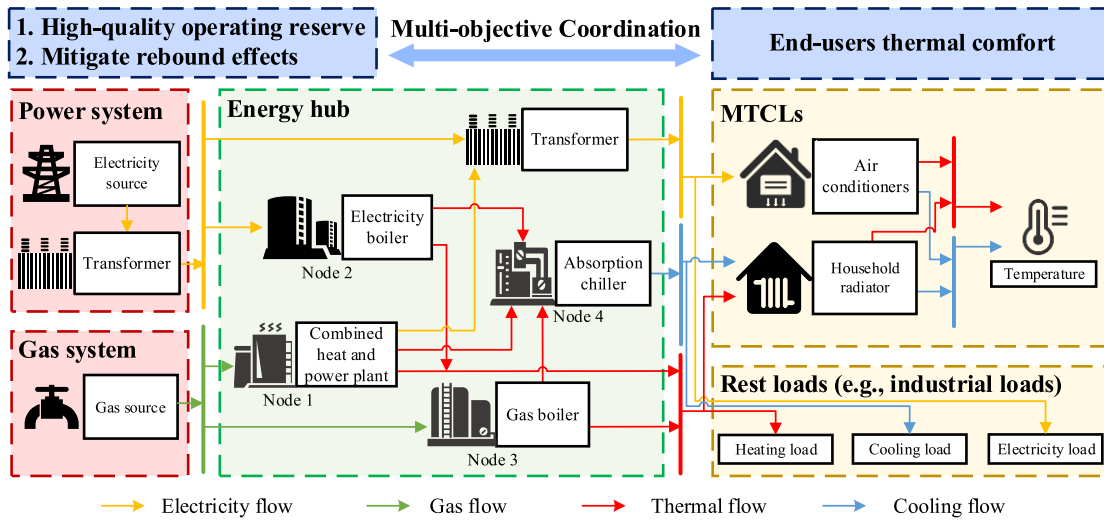 1. High-quality operating reserve
2. Mitigate rebound effects
Multi-objective Coordination
End-users thermal comfort
Power system
Electricity
source
Transformer
Gas system
Gas source
Energy hub
Transformer
Electricity
boiler
Node 2
Absorption
chiller
Node 4
Combined
heat and
power plant
Node 1
Gas boiler
Node 3
MTCLs
Air
conditioners
Household
radiator
Temperature
Rest loads (e.g., industrial loads)
Heating load
Cooling load
Electricity load
Electricity flow
Gas flow
Thermal flow
Cooling flow